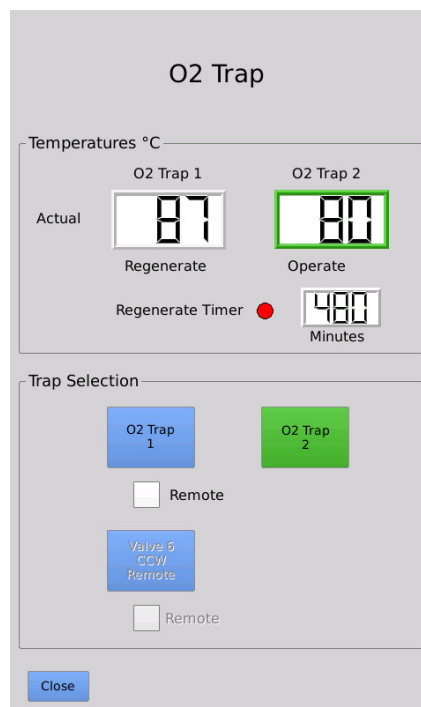 O2 Trap
Temperatures °C
O2 Trap 1
O2 Trap 2
Actual
87
80
Regenerate
Operate
Regenerate Timer
480
Minutes
Trap Selection
O2 Trap
1
O2 Trap
2
Remote
Valve 6
CCW
Remote
Remote
Close